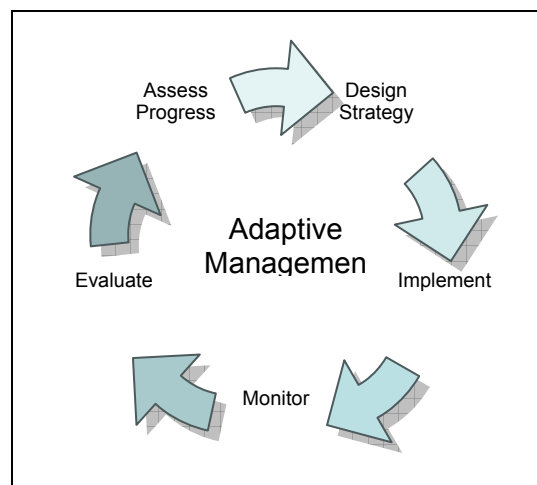 Assess
Progress
Design
Strategy
Adaptive
Managemen
Evaluate
Implement
Monitor